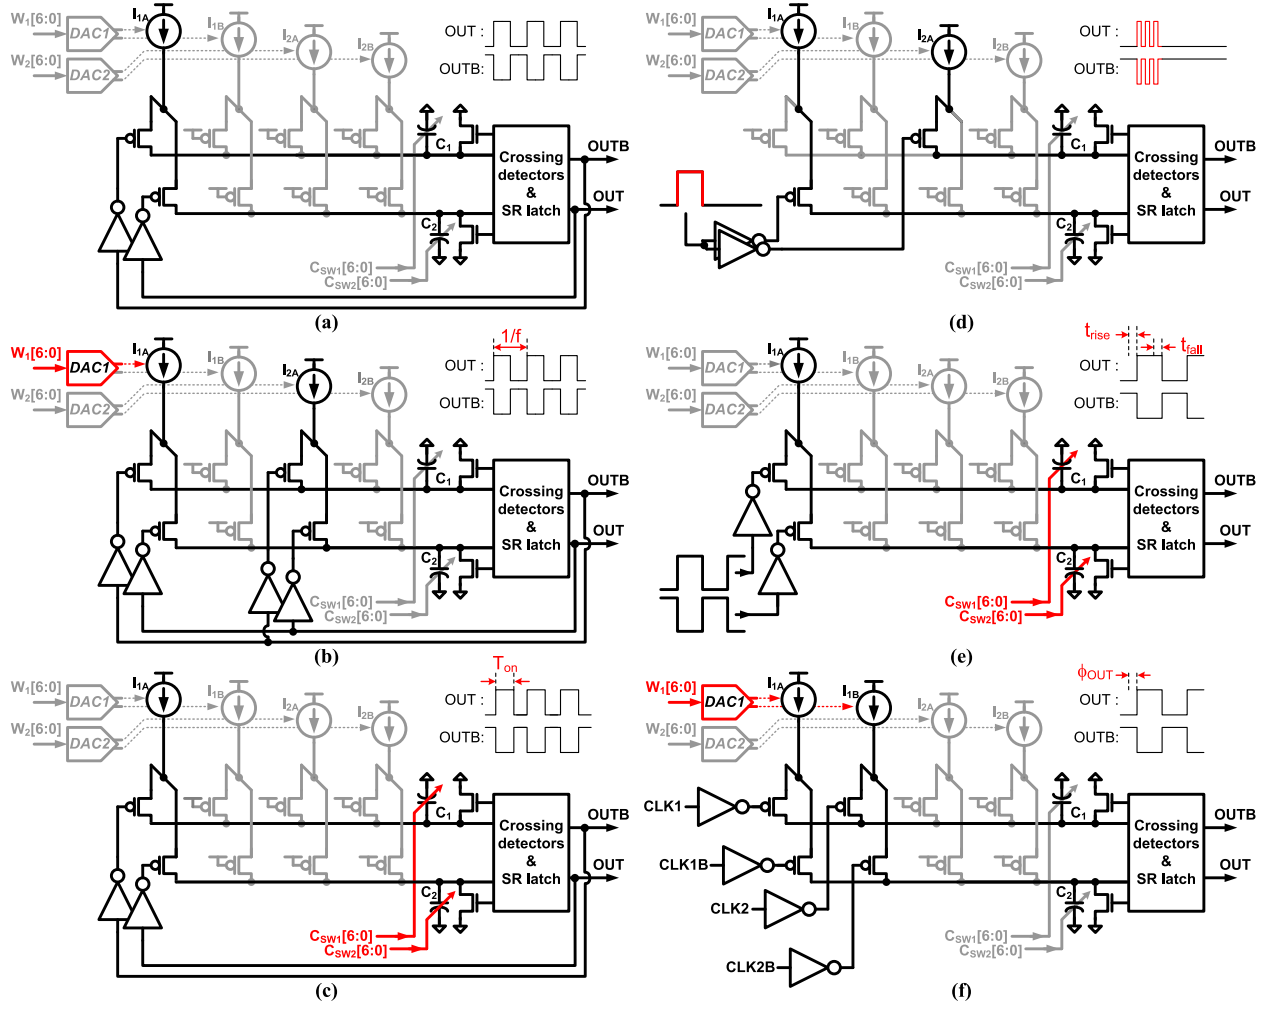 W1[6:0] DAC1 I1A I1B I2A I2B
W2[6:0] DAC2
OUT :
OUTB:
C1
C2
Crossing
detectors
&
SR latch
OUTB
OUT
CSW1[6:0]
CSW2[6:0]
(a)
W1[6:0] DAC1 I1A I1B I2A I2B
W2[6:0] DAC2
OUT :
OUTB:
C1
C2
Crossing
detectors
&
SR latch
OUTB
OUT
CSW1[6:0]
CSW2[6:0]
(d)
W1[6:0] DAC1 I1A I1B I2A I2B
W2[6:0] DAC2
1/f
OUT :
OUTB:
C1
C2
Crossing
detectors
&
SR latch
OUTB
OUT
CSW1[6:0]
CSW2[6:0]
(b)
W1[6:0] DAC1 I1A I1B I2A I2B
W2[6:0] DAC2
trise
tfall
OUT :
OUTB:
C1
C2
Crossing
detectors
&
SR latch
OUTB
OUT
CSW1[6:0]
CSW2[6:0]
(e)
W1[6:0] DAC1 I1A I1B I2A I2B
W2[6:0] DAC2
Ton
OUT :
OUTB:
C1
C2
Crossing
detectors
&
SR latch
OUTB
OUT
CSW1[6:0]
CSW2[6:0]
(c)
W1[6:0] DAC1 I1A I1B I2A I2B
W2[6:0] DAC2
ϕOUT
OUT :
OUTB:
CLK1
CLK1B
CLK2
CLK2B
C1
C2
Crossing
detectors
&
SR latch
OUTB
OUT
CSW1[6:0]
CSW2[6:0]
(f)